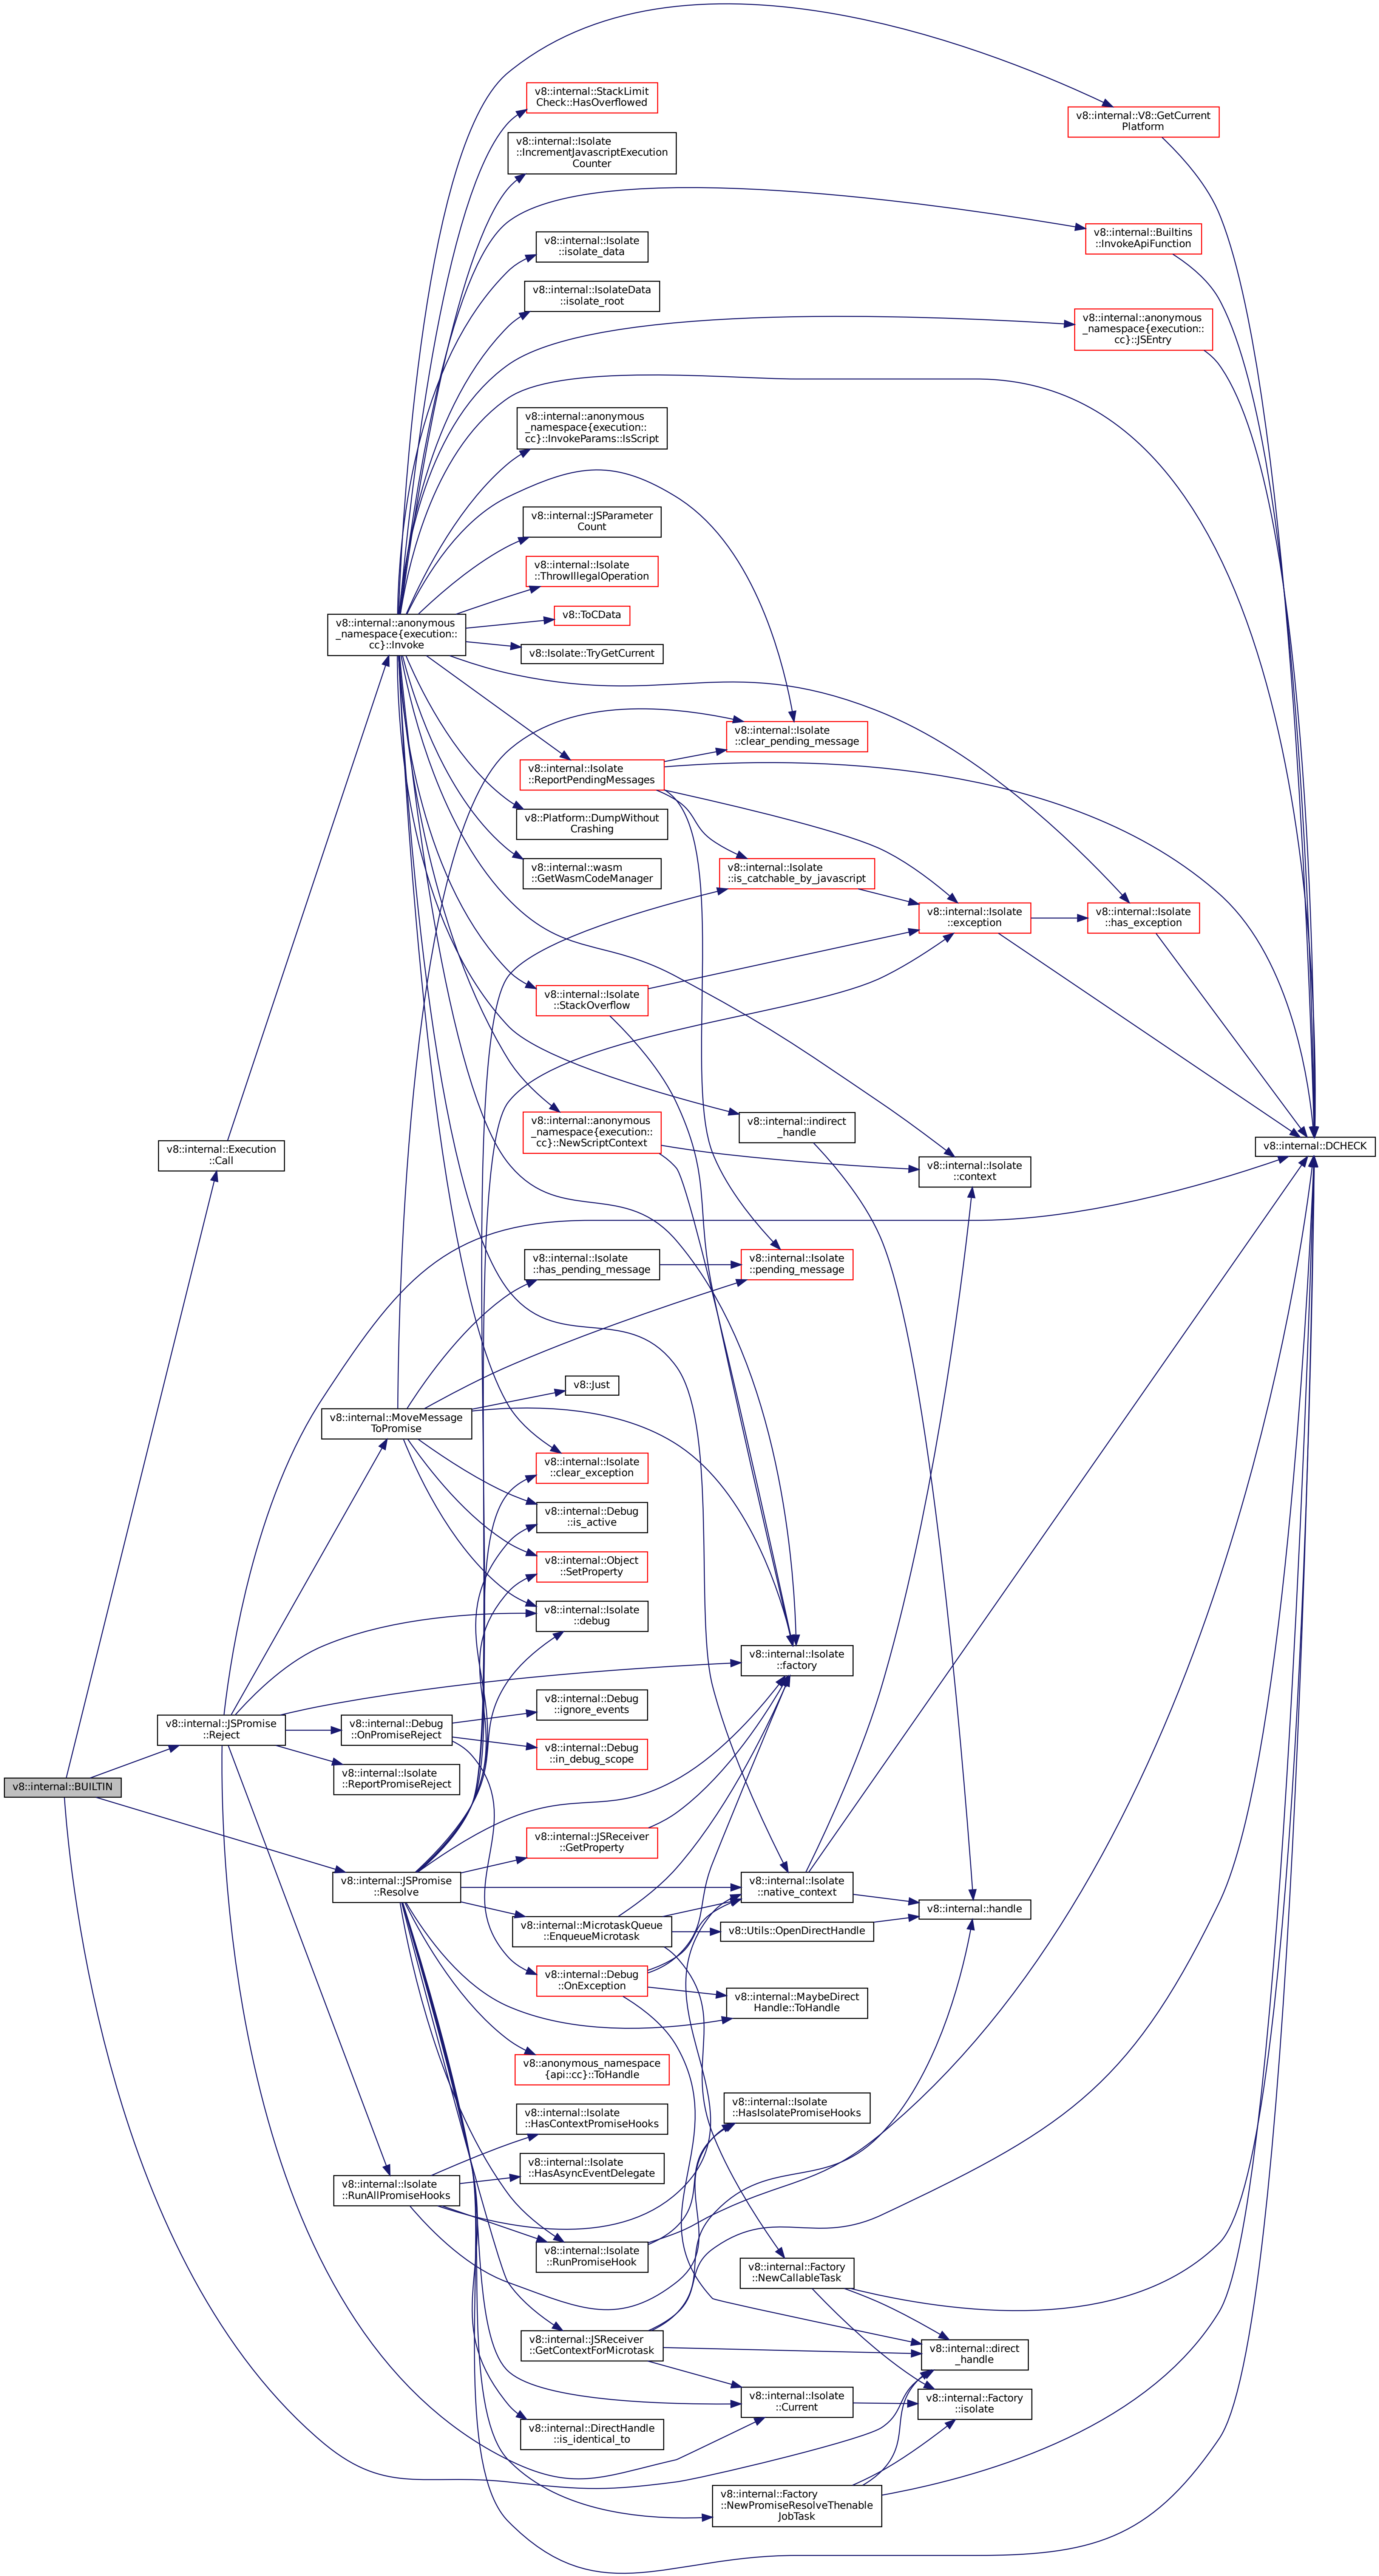 v8::internal::StackLimit
Check::HasOverflowed
v8::internal::V8::GetCurrent
Platform
v8::internal::Isolate
::IncrementJavascriptExecution
Counter
v8::internal::Builtins
::InvokeApiFunction
v8::internal::Isolate
::isolate_data
v8::internal::IsolateData
::isolate_root
v8::internal::anonymous
_namespace{execution::
cc}::JSEntry
v8::internal::anonymous
_namespace{execution::
cc}::InvokeParams::IsScript
v8::internal::JSParameter
Count
v8::internal::Isolate
::ThrowIllegalOperation
v8::ToCData
v8::internal::anonymous
_namespace{execution::
cc}::Invoke
v8::Isolate::TryGetCurrent
v8::internal::Isolate
::clear_pending_message
v8::internal::Isolate
::ReportPendingMessages
v8::Platform::DumpWithout
Crashing
v8::internal::wasm
::GetWasmCodeManager
v8::internal::Isolate
::is_catchable_by_javascript
v8::internal::Isolate
::exception
v8::internal::Isolate
::has_exception
v8::internal::Isolate
::StackOverflow
v8::internal::anonymous
_namespace{execution::
cc}::NewScriptContext
v8::internal::indirect
_handle
v8::internal::DCHECK
v8::internal::Execution
::Call
v8::internal::Isolate
::context
v8::internal::Isolate
::has_pending_message
v8::internal::Isolate
::pending_message
v8::Just
v8::internal::MoveMessage
ToPromise
v8::internal::Isolate
::clear_exception
v8::internal::Debug
::is_active
v8::internal::Object
::SetProperty
v8::internal::Isolate
::debug
v8::internal::Isolate
::factory
v8::internal::Debug
::ignore_events
v8::internal::JSPromise
::Reject
v8::internal::Debug
::OnPromiseReject
v8::internal::Debug
::in_debug_scope
v8::internal::Isolate
::ReportPromiseReject
v8::internal::BUILTIN
v8::internal::JSReceiver
::GetProperty
v8::internal::JSPromise
::Resolve
v8::internal::Isolate
::native_context
v8::internal::handle
v8::internal::MicrotaskQueue
::EnqueueMicrotask
v8::Utils::OpenDirectHandle
v8::internal::Debug
::OnException
v8::internal::MaybeDirect
Handle::ToHandle
v8::anonymous_namespace
{api::cc}::ToHandle
v8::internal::Isolate
::HasIsolatePromiseHooks
v8::internal::Isolate
::HasContextPromiseHooks
v8::internal::Isolate
::HasAsyncEventDelegate
v8::internal::Isolate
::RunAllPromiseHooks
v8::internal::Isolate
::RunPromiseHook
v8::internal::Factory
::NewCallableTask
v8::internal::JSReceiver
::GetContextForMicrotask
v8::internal::direct
_handle
v8::internal::Isolate
::Current
v8::internal::Factory
::isolate
v8::internal::DirectHandle
::is_identical_to
v8::internal::Factory
::NewPromiseResolveThenable
JobTask